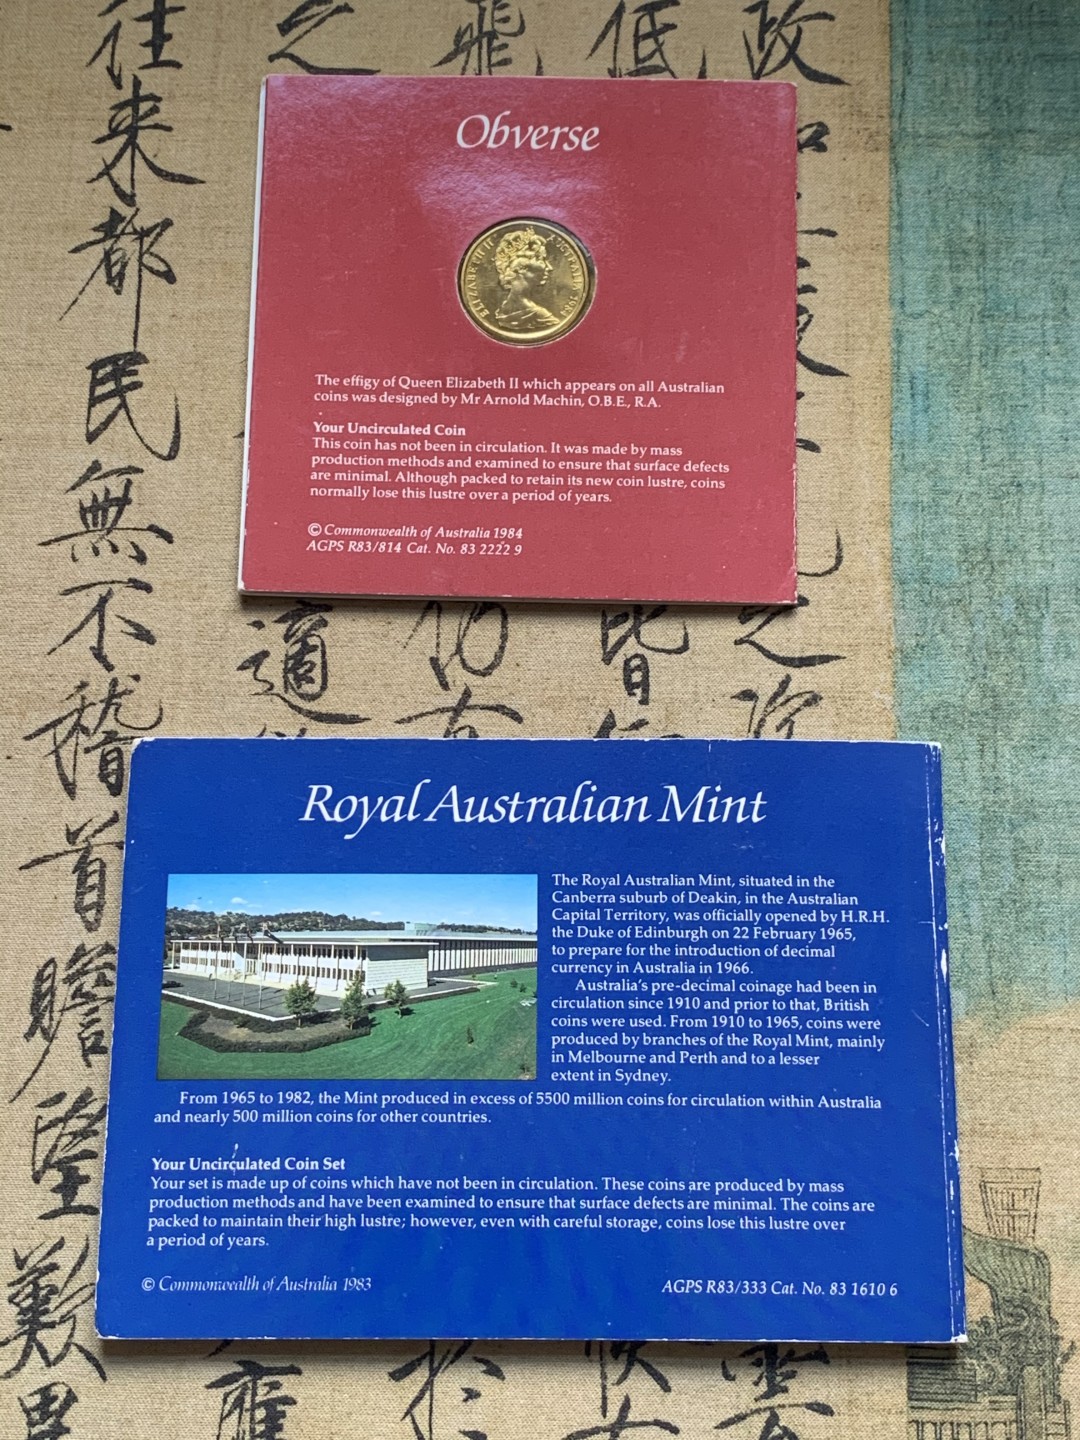 往來都民無不稽首瞻
之
飛
低
政
適
仍有
皆
之
Obverse
ELIZABETH II AUSTRALIA 1984
The effigy of Queen Elizabeth II which appears on all Australian
coins was designed by Mr Arnold Machin, O.B.E., R.A.
Your Uncirculated Coin
This coin has not been in circulation. It was made by mass
production methods and examined to ensure that surface defects
are minimal. Although packed to retain its new coin lustre, coins
normally lose this lustre over a period of years.
© Commonwealth of Australia 1984
AGPS R83/814 Cat. No. 83 2222 9
Royal Australian Mint
The Royal Australian Mint, situated in the
Canberra suburb of Deakin, in the Australian
Capital Territory, was officially opened by H.R.H.
the Duke of Edinburgh on 22 February 1965,
to prepare for the introduction of decimal
currency in Australia in 1966.
Australia's pre-decimal coinage had been in
circulation since 1910 and prior to that, British
coins were used. From 1910 to 1965, coins were
produced by branches of the Royal Mint, mainly
in Melbourne and Perth and to a lesser
extent in Sydney.
From 1965 to 1982, the Mint produced in excess of 5500 million coins for circulation within Australia
and nearly 500 million coins for other countries.
Your Uncirculated Coin Set
Your set is made up of coins which have not been in circulation. These coins are produced by mass
production methods and have been examined to ensure that surface defects are minimal. The coins are
packed to maintain their high lustre; however, even with careful storage, coins lose this lustre over
a period of years.
© Commonwealth of Australia 1983
AGPS R83/333 Cat. No. 83 1610 6